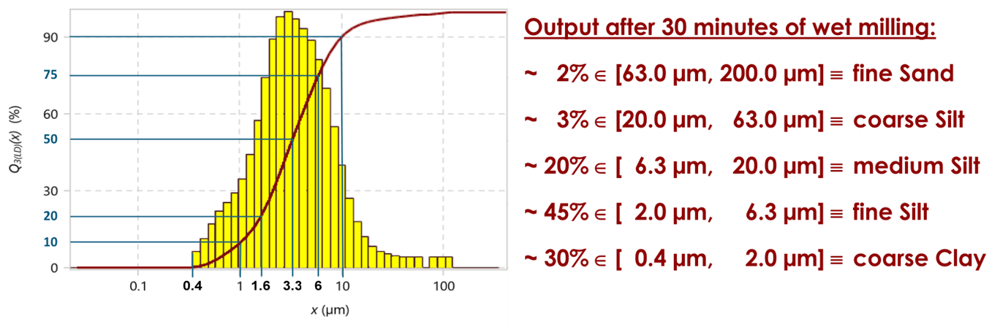 Output after 30 minutes of wet milling:
~ 2% ∈ [63.0 µm, 200.0 µm] ≡ fine Sand
~ 3% ∈ [20.0 µm, 63.0 µm] ≡ coarse Silt
~ 20% ∈ [ 6.3 µm, 20.0 µm] ≡ medium Silt
~ 45% ∈ [ 2.0 µm, 6.3 µm] ≡ fine Silt
~ 30% ∈ [ 0.4 µm, 2.0 µm] ≡ coarse Clay
Q3(LD)(x) (%)
90
75
60
50
30
20
10
0
0.1 0.4 1 1.6 3.3 6 10 100
x (µm)